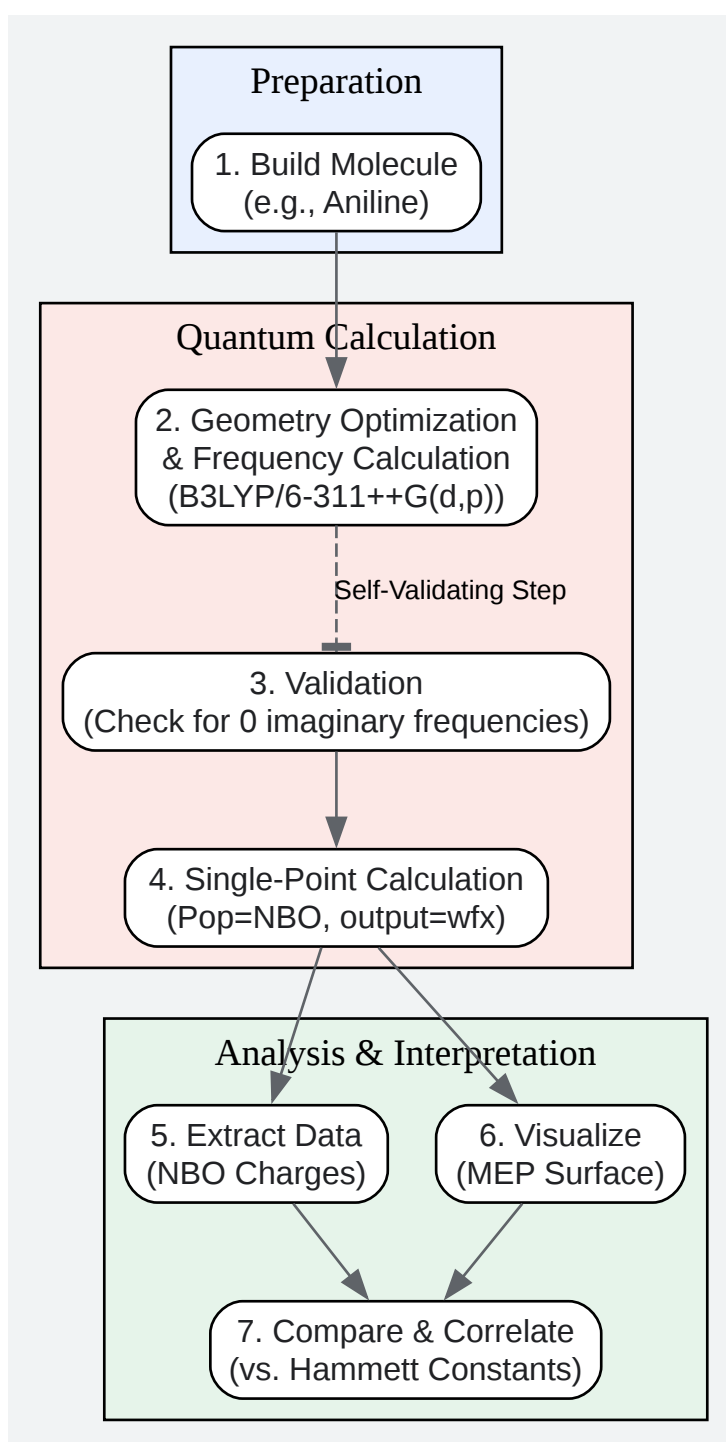 Preparation
1. Build Molecule
(e.g., Aniline)
Quantum Calculation
2. Geometry Optimization
& Frequency Calculation
(B3LYP/6-311++G(d,p))
Self-Validating Step
3. Validation
(Check for 0 imaginary frequencies)
4. Single-Point Calculation
(Pop=NBO, output=wfx)
Analysis & Interpretation
5. Extract Data
(NBO Charges)
6. Visualize
(MEP Surface)
7. Compare & Correlate
(vs. Hammett Constants)